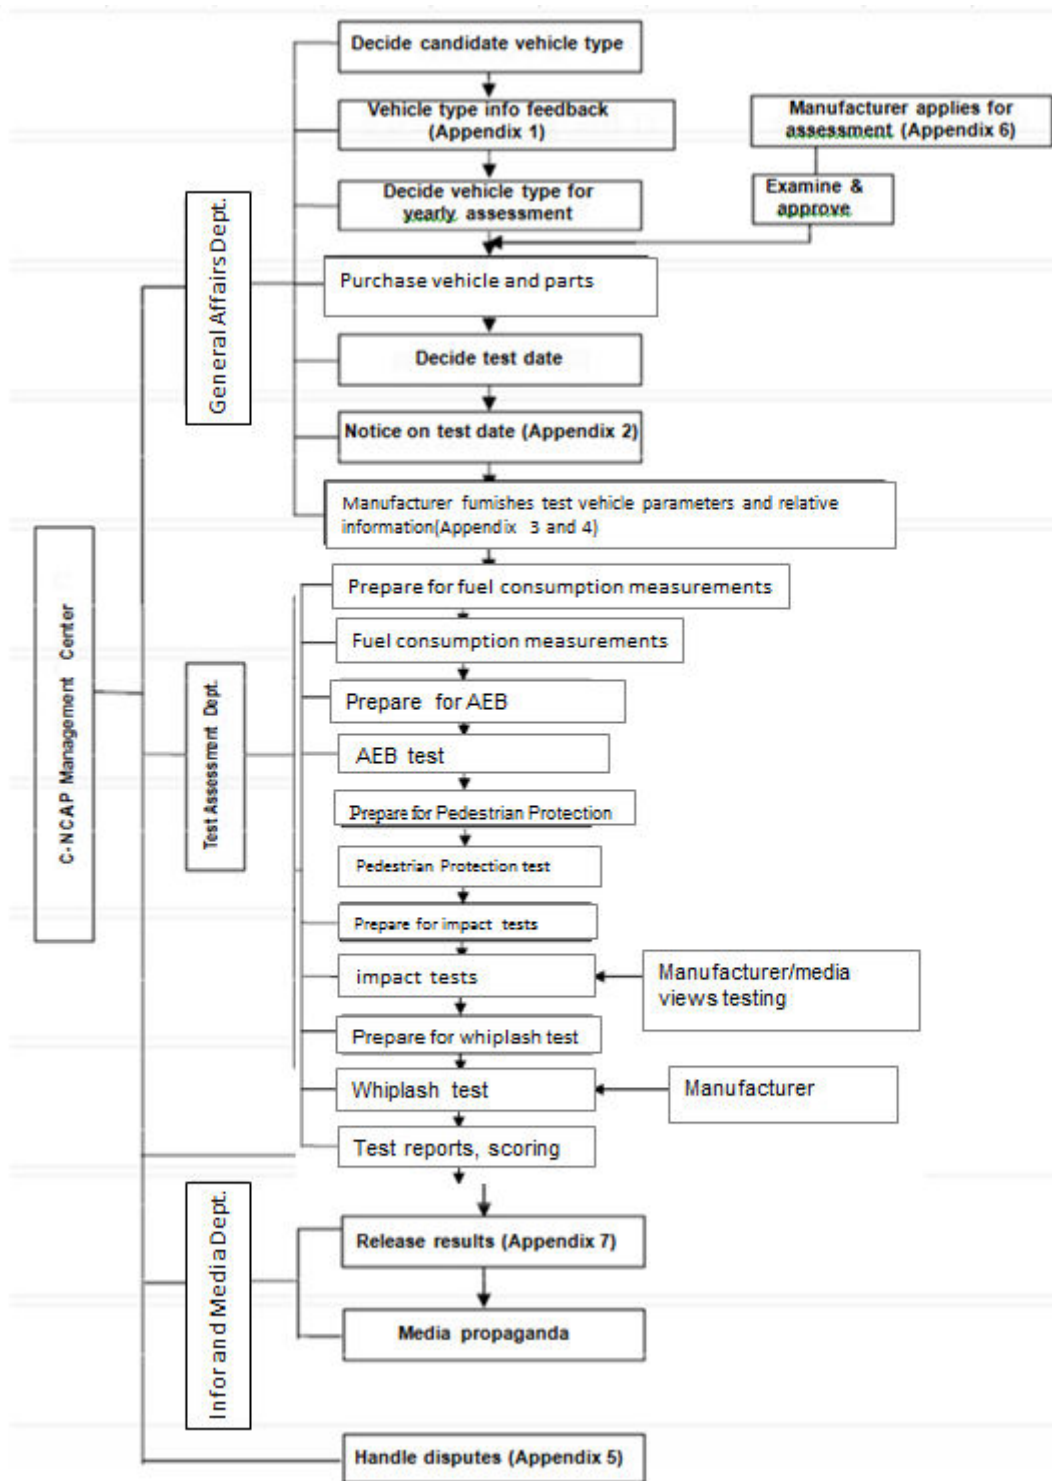 Decide candidate vehicle type
Vehicle type info feedback
(Appendix 1)
Manufacturer applies for
assessment (Appendix 6)
Decide vehicle type for
yearly assessment
Examine &
approve
General Affairs Dept.
Purchase vehicle and parts
Decide test date
Notice on test date (Appendix 2)
Manufacturer furnishes test vehicle parameters and relative
information(Appendix 3 and 4)
C-NCAP Management Center
Test Assessment Dept.
Prepare for fuel consumption measurements
Fuel consumption measurements
Prepare for AEB
AEB test
Prepare for Pedestrian Protection
Pedestrian Protection test
Prepare for impact tests
impact tests
Manufacturer/media
views testing
Prepare for whiplash test
Whiplash test
Manufacturer
Test reports, scoring
Infor and Media Dept.
Release results (Appendix 7)
Media propaganda
Handle disputes (Appendix 5)